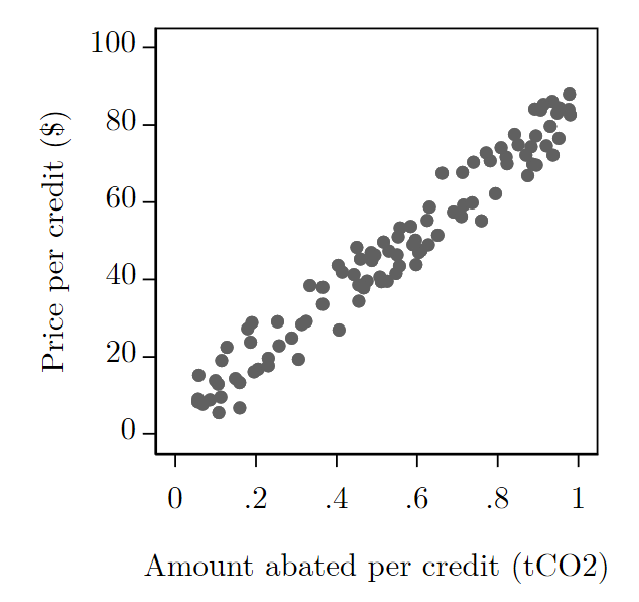 Price per credit ($)
100
80
60
40
20
0
0 .2 .4 .6 .8 1
Amount abated per credit (tCO2)